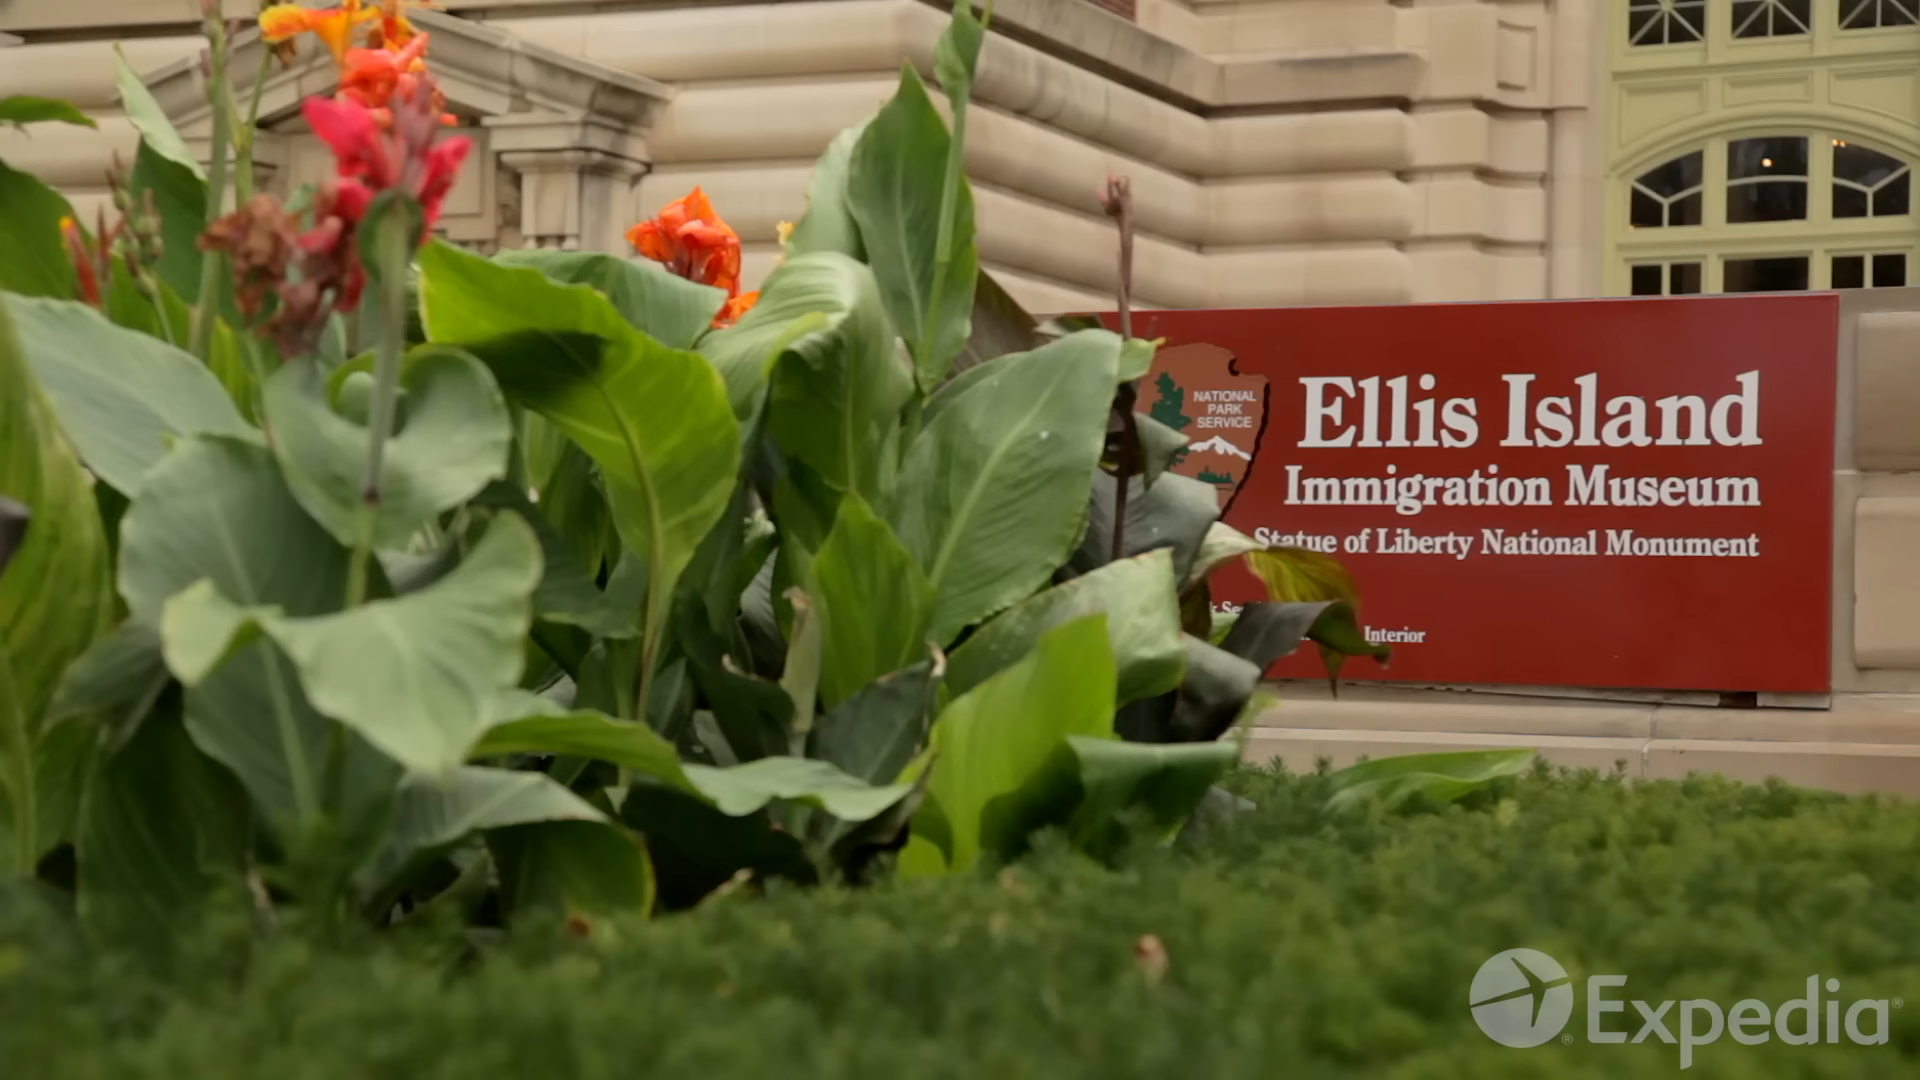 NATIONAL
PARK
SERVICE
Ellis Island
Immigration Museum
Statue of Liberty National Monument
Interior
Expedia®